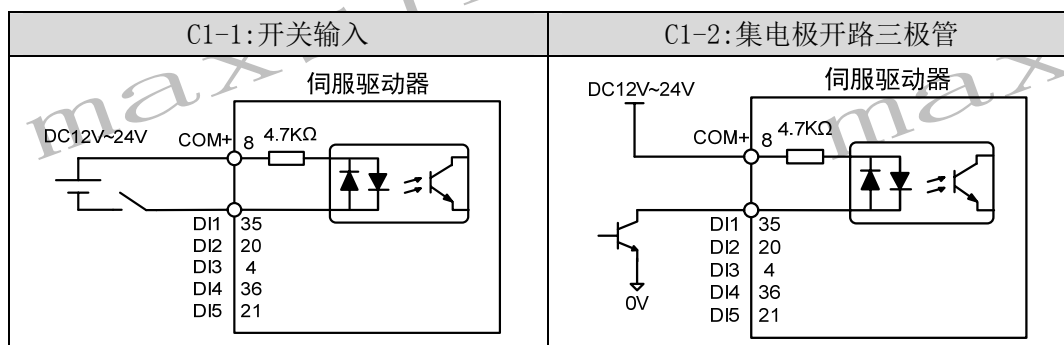 C1-1:开关输入
C1-2:集电极开路三极管
伺服驱动器
DC12V~24V
COM+
8
4.7KΩ
DI1 35
DI2 20
DI3 4
DI4 36
DI5 21
伺服驱动器
DC12V~24V
COM+
8
4.7KΩ
0V
DI1 35
DI2 20
DI3 4
DI4 36
DI5 21